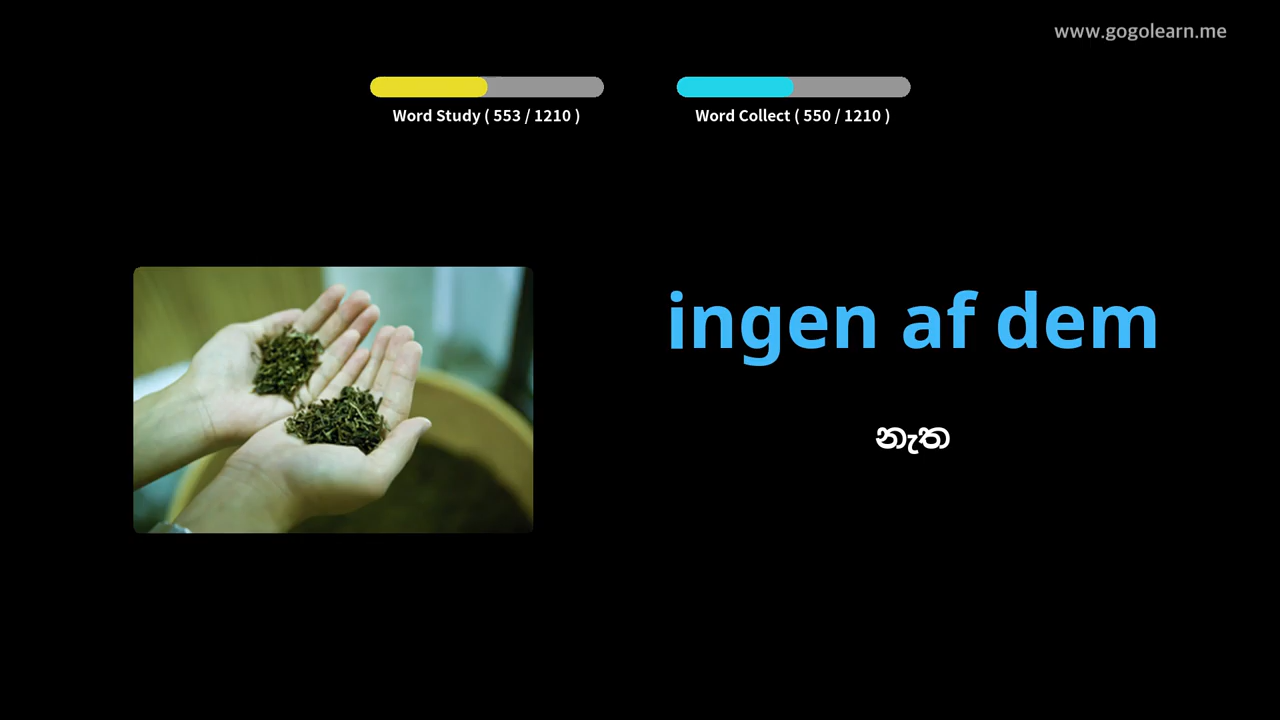 www.gogolearn.me
Word Study ( 553 / 1210 )
Word Collect ( 550 / 1210 )
ingen af dem
නැත